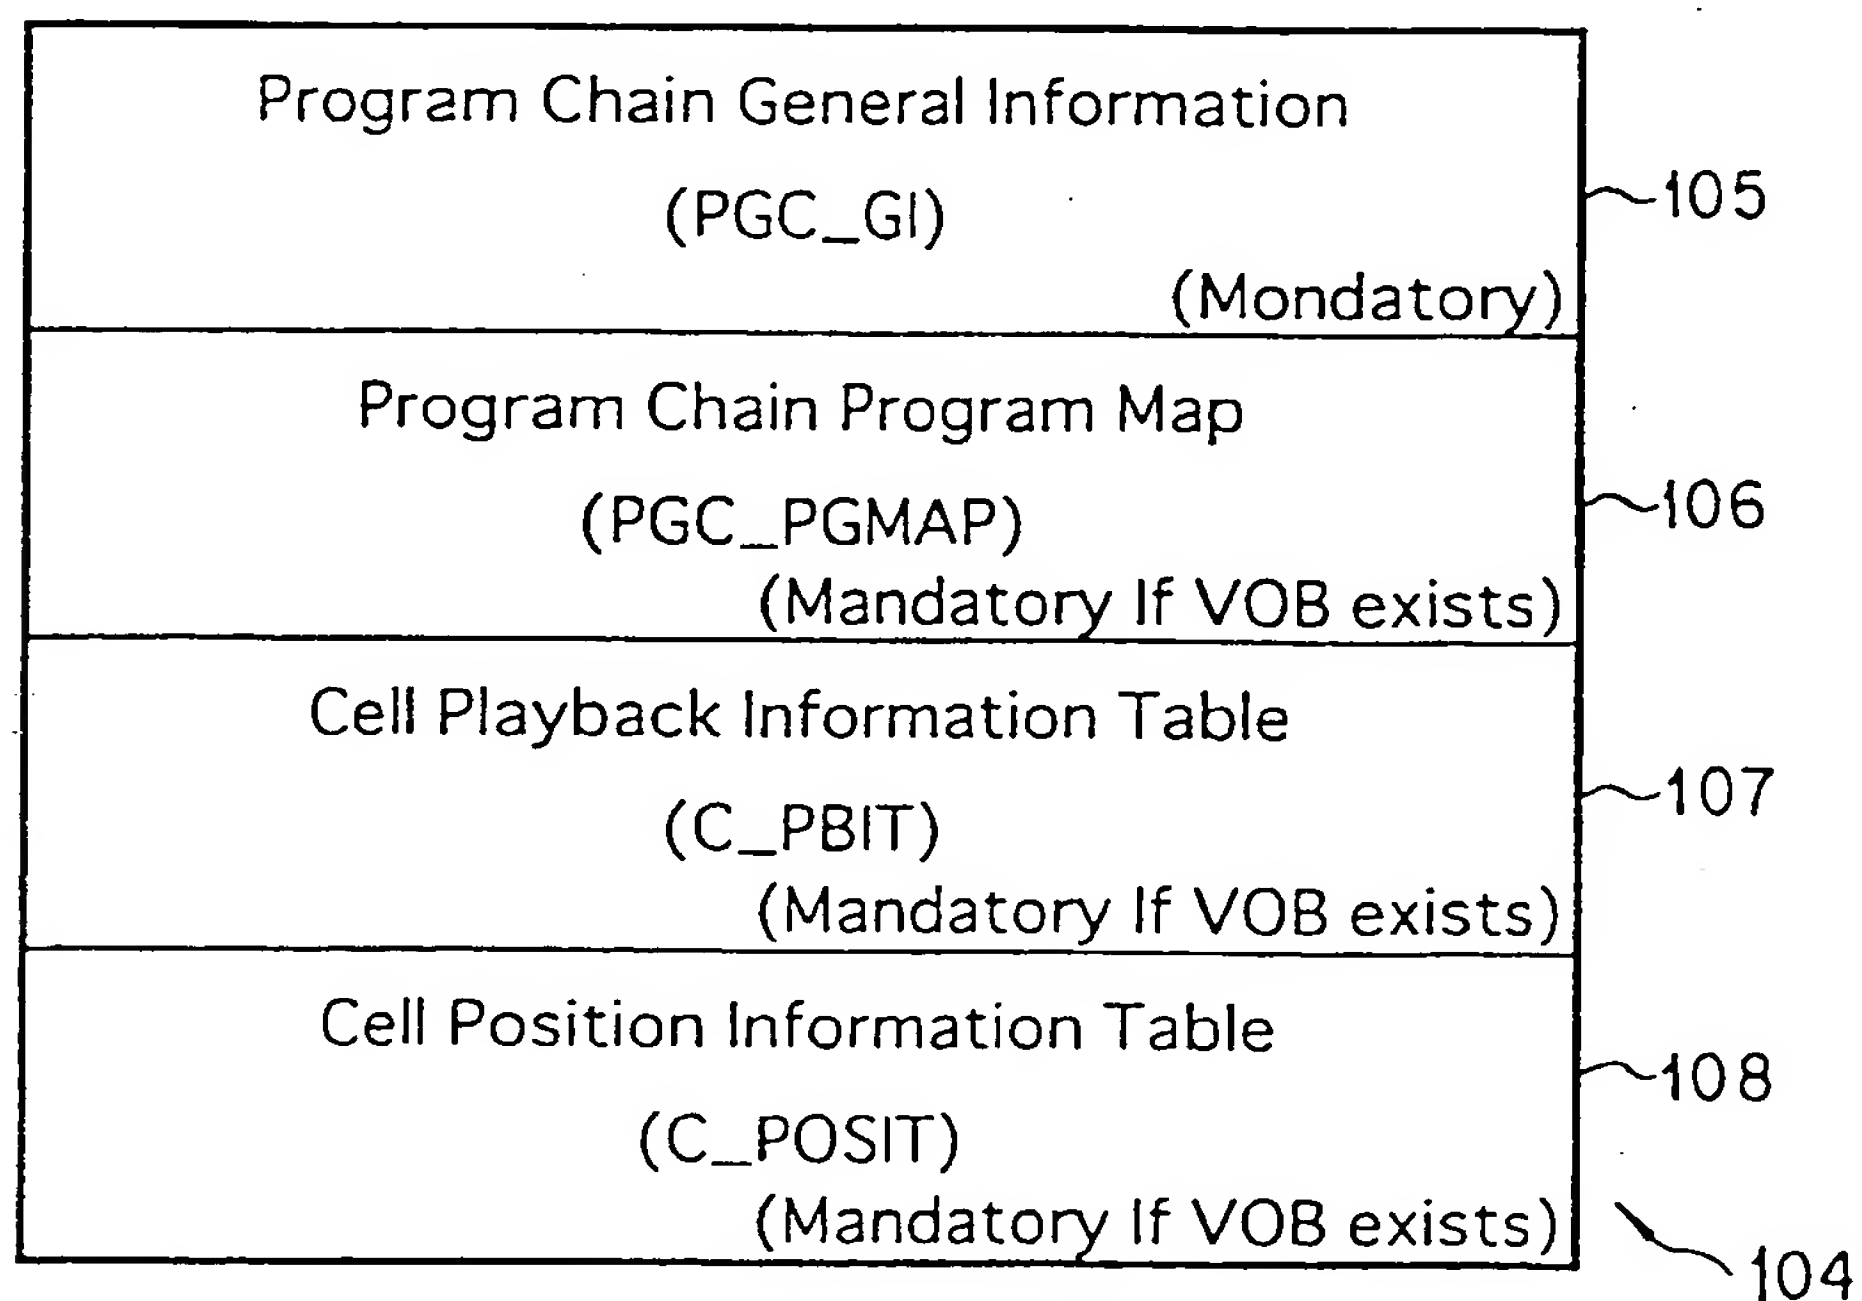 Program Chain General Information
(PGC_GI)
105
(Mondatory)
Program Chain Program Map
(PGC_PGMAP)
106
(Mandatory If VOB exists)
Cell Playback Information Table
(C_PBIT)
107
(Mandatory If VOB exists)
Cell Position Information Table
108
(C_POSIT)
(Mandatory If VOB exists)
104